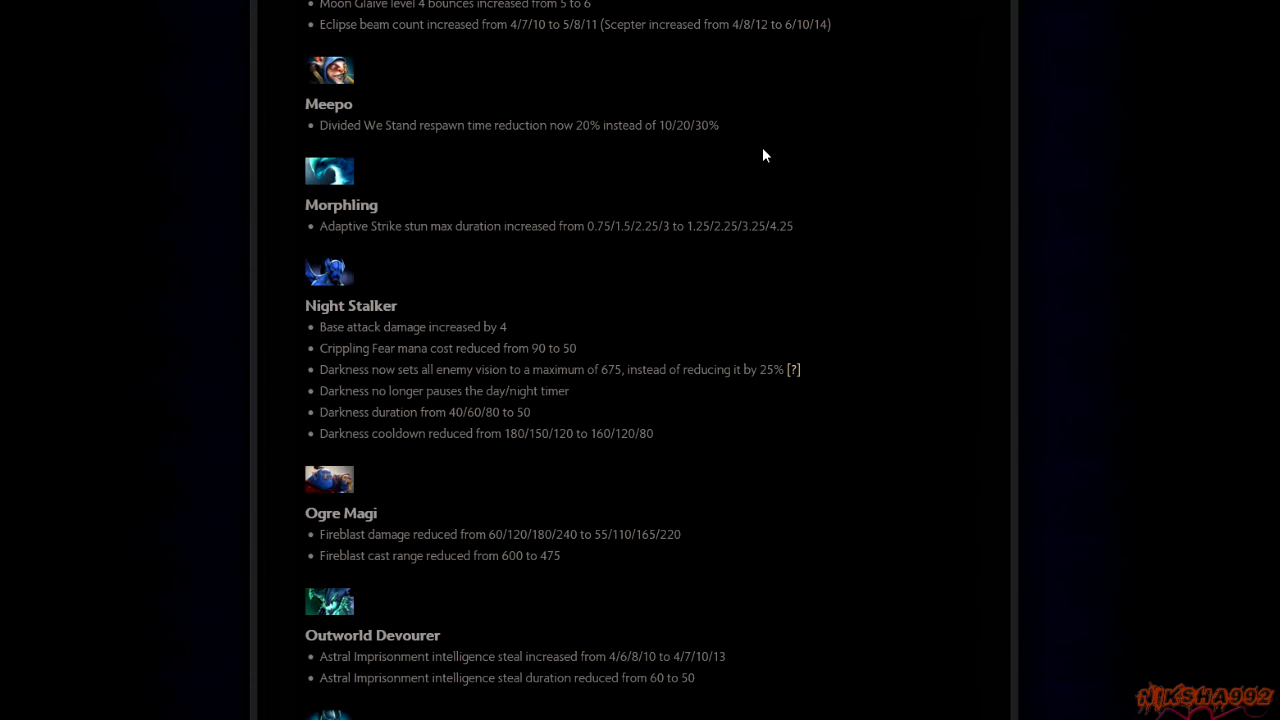 • Moon Glaive level 4 bounces increased from 5 to 6
• Eclipse beam count increased from 4/7/10 to 5/8/11 (Scepter increased from 4/8/12 to 6/10/14)
Meepo
• Divided We Stand respawn time reduction now 20% instead of 10/20/30%
Morphling
• Adaptive Strike stun max duration increased from 0.75/1.5/2.25/3 to 1.25/2.25/3.25/4.25
Night Stalker
• Base attack damage increased by 4
• Crippling Fear mana cost reduced from 90 to 50
• Darkness now sets all enemy vision to a maximum of 675, instead of reducing it by 25% [?]
• Darkness no longer pauses the day/night timer
• Darkness duration from 40/60/80 to 50
• Darkness cooldown reduced from 180/150/120 to 160/120/80
Ogre Magi
• Fireblast damage reduced from 60/120/180/240 to 55/110/165/220
• Fireblast cast range reduced from 600 to 475
Outworld Devourer
• Astral Imprisonment intelligence steal increased from 4/6/8/10 to 4/7/10/13
• Astral Imprisonment intelligence steal duration reduced from 60 to 50
NIKSHA992